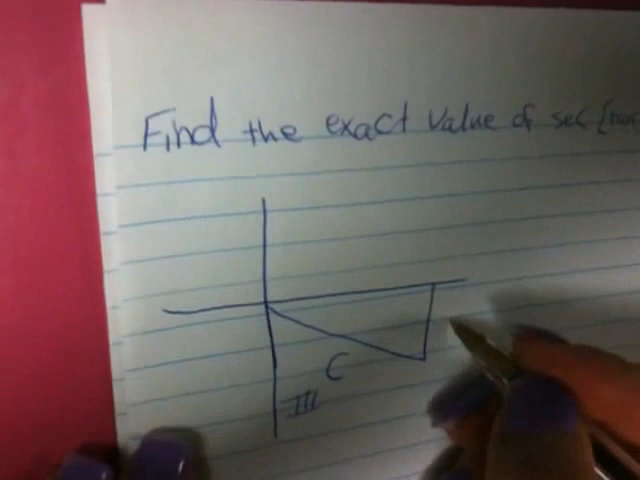 Find the exact value of sec
C
III